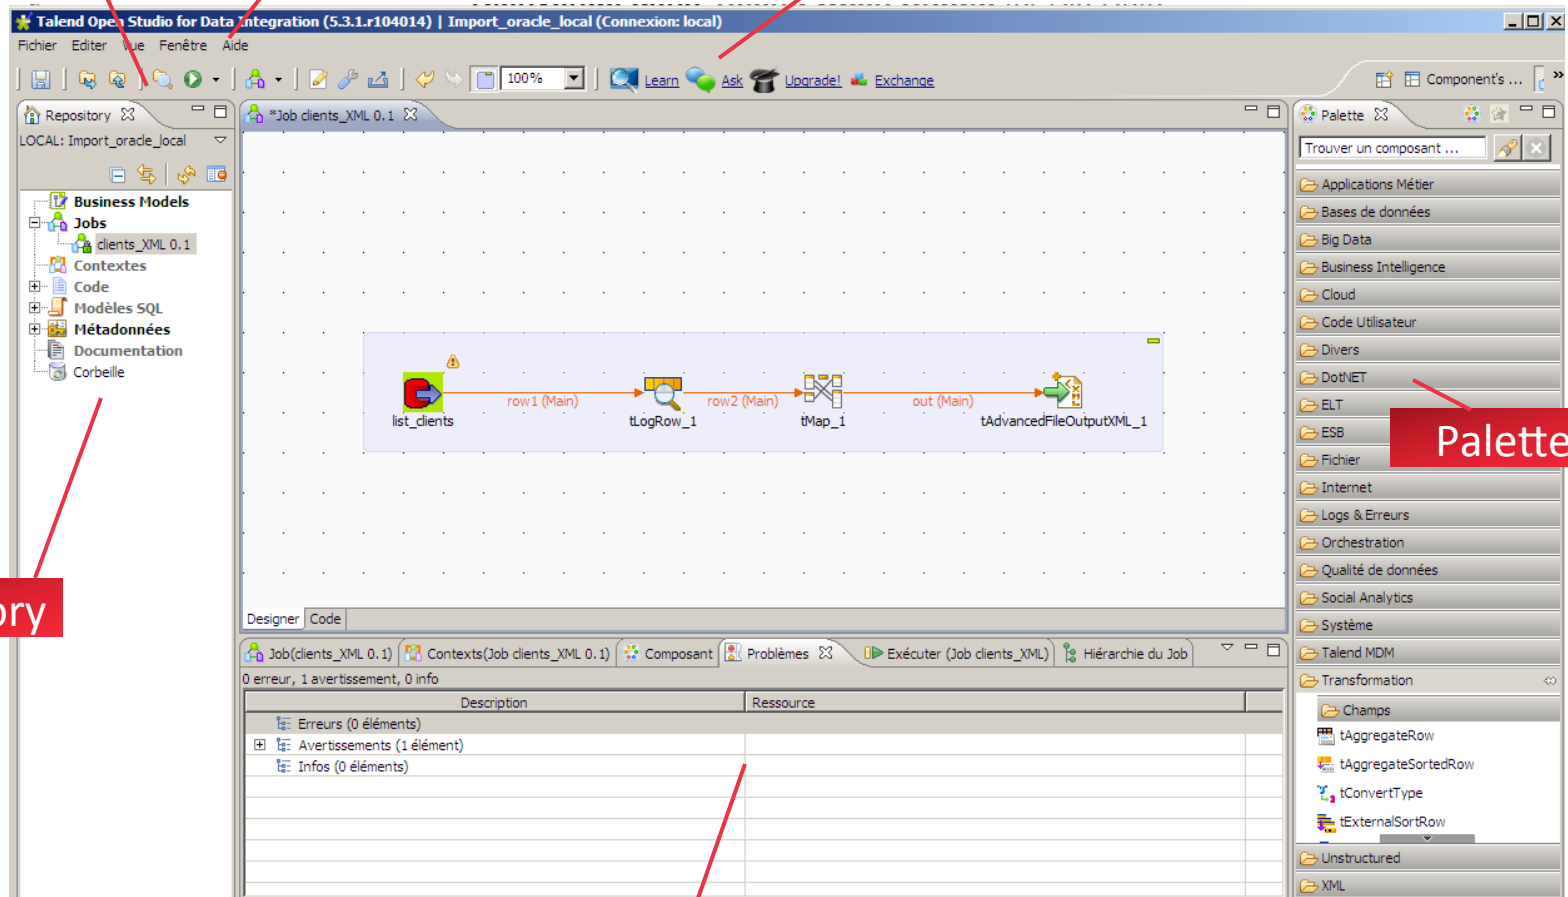 Talend Open Studio for Data Integration (5.3.1.r104014) | Import_oracle_local (Connexion: local)
Fichier Editer Vue Fenêtre Aide
100% Learn Ask Upgrade! Exchange Component's ... »
Repository
LOCAL: Import_oracle_local
Business Models
Jobs
clients_XML 0.1
Contextes
Code
Modèles SQL
Métadonnées
Documentation
Corbeille
ory
*Job clients_XML 0.1
list_clients
row1 (Main)
tLogRow_1
row2 (Main)
tMap_1
out (Main)
tAdvancedFileOutputXML_1
Designer Code
Job(clients_XML 0.1) Contexts(Job clients_XML 0.1) Composant Problèmes Exécuter (Job clients_XML) Hiérarchie du Job
0 erreur, 1 avertissement, 0 info
Description Ressource
Erreurs (0 éléments)
Avertissements (1 élément)
Infos (0 éléments)
Palette
Trouver un composant ...
Applications Métier
Bases de données
Big Data
Business Intelligence
Cloud
Code Utilisateur
Divers
DotNET
ELT
ESB
Fichier
Palette
Internet
Logs & Erreurs
Orchestration
Qualité de données
Social Analytics
Système
Talend MDM
Transformation
Champs
tAggregateRow
tAggregateSortedRow
tConvertType
tExternalSortRow
Unstructured
XML